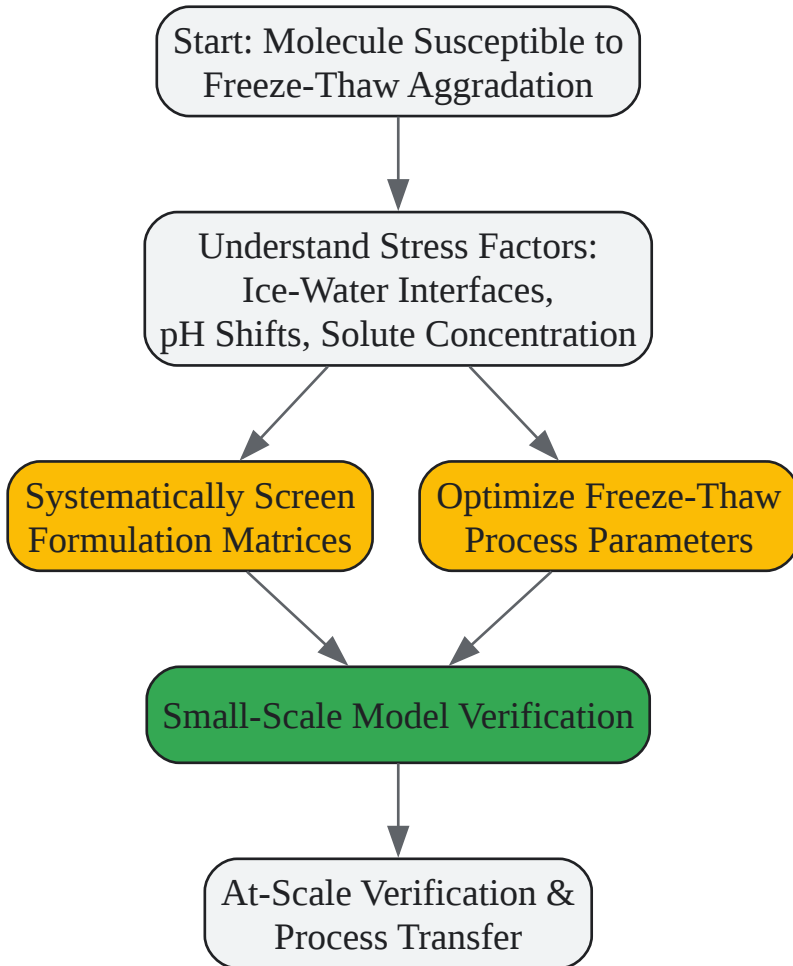 Start: Molecule Susceptible to
Freeze-Thaw Aggradation
Understand Stress Factors:
Ice-Water Interfaces,
pH Shifts, Solute Concentration
Systematically Screen
Formulation Matrices
Optimize Freeze-Thaw
Process Parameters
Small-Scale Model Verification
At-Scale Verification &
Process Transfer